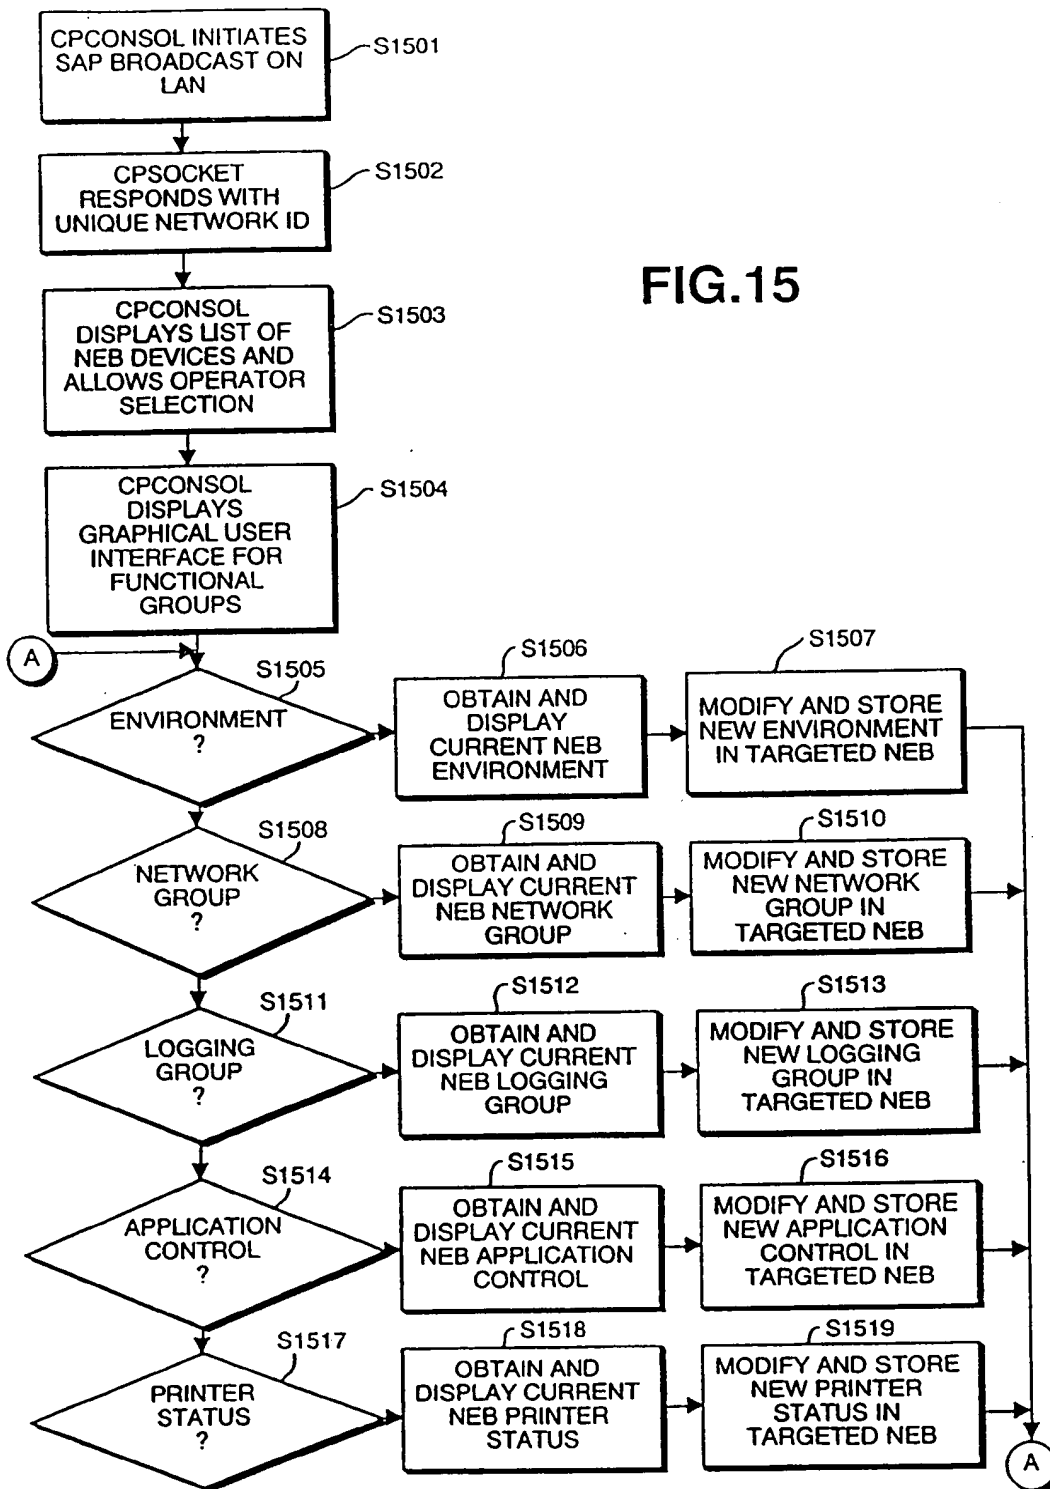 CPCONSOL INITIATES
SAP BROADCAST ON
LAN
S1501
CPSOCKET
RESPONDS WITH
UNIQUE NETWORK ID
S1502
FIG.15
CPCONSOL
DISPLAYS LIST OF
NEB DEVICES AND
ALLOWS OPERATOR
SELECTION
S1503
CPCONSOL
DISPLAYS
GRAPHICAL USER
INTERFACE FOR
FUNCTIONAL
GROUPS
S1504
A
S1505
ENVIRONMENT
?
S1506
OBTAIN AND
DISPLAY
CURRENT NEB
ENVIRONMENT
S1507
MODIFY AND STORE
NEW ENVIRONMENT
IN TARGETED NEB
S1508
NETWORK
GROUP
?
S1509
OBTAIN AND
DISPLAY CURRENT
NEB NETWORK
GROUP
S1510
MODIFY AND STORE
NEW NETWORK
GROUP IN
TARGETED NEB
S1511
LOGGING
GROUP
?
S1512
OBTAIN AND
DISPLAY CURRENT
NEB LOGGING
GROUP
S1513
MODIFY AND STORE
NEW LOGGING
GROUP IN
TARGETED NEB
S1514
APPLICATION
CONTROL
?
S1515
OBTAIN AND
DISPLAY CURRENT
NEB APPLICATION
CONTROL
S1516
MODIFY AND STORE
NEW APPLICATION
CONTROL IN
TARGETED NEB
S1517
PRINTER
STATUS
?
S1518
OBTAIN AND
DISPLAY CURRENT
NEB PRINTER
STATUS
S1519
MODIFY AND STORE
NEW PRINTER
STATUS IN
TARGETED NEB
A